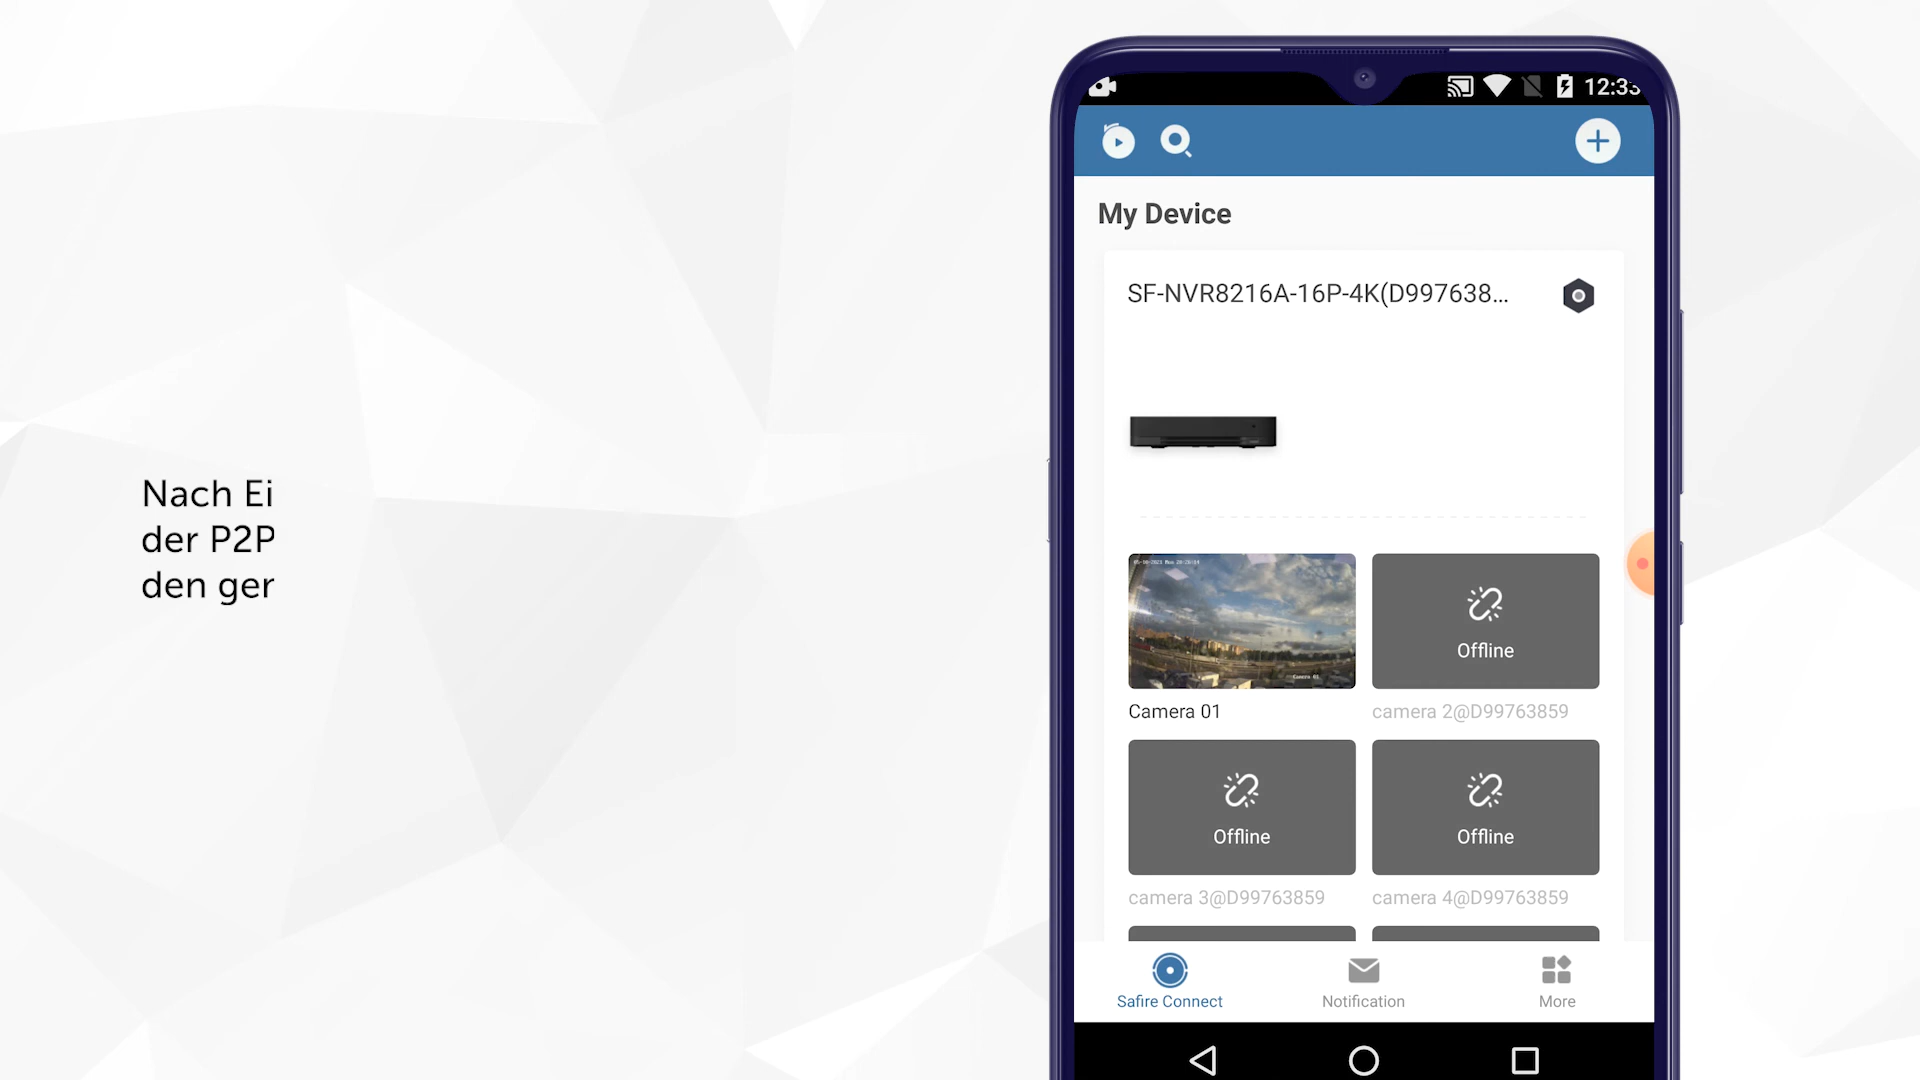 Nach Ei
der P2P
den ger
12:33
My Device
SF-NVR8216A-16P-4K(D997638...
Offline
Camera 01
camera 2@D99763859
Offline
Offline
camera 3@D99763859
camera 4@D99763859
Safire Connect
Notification
More